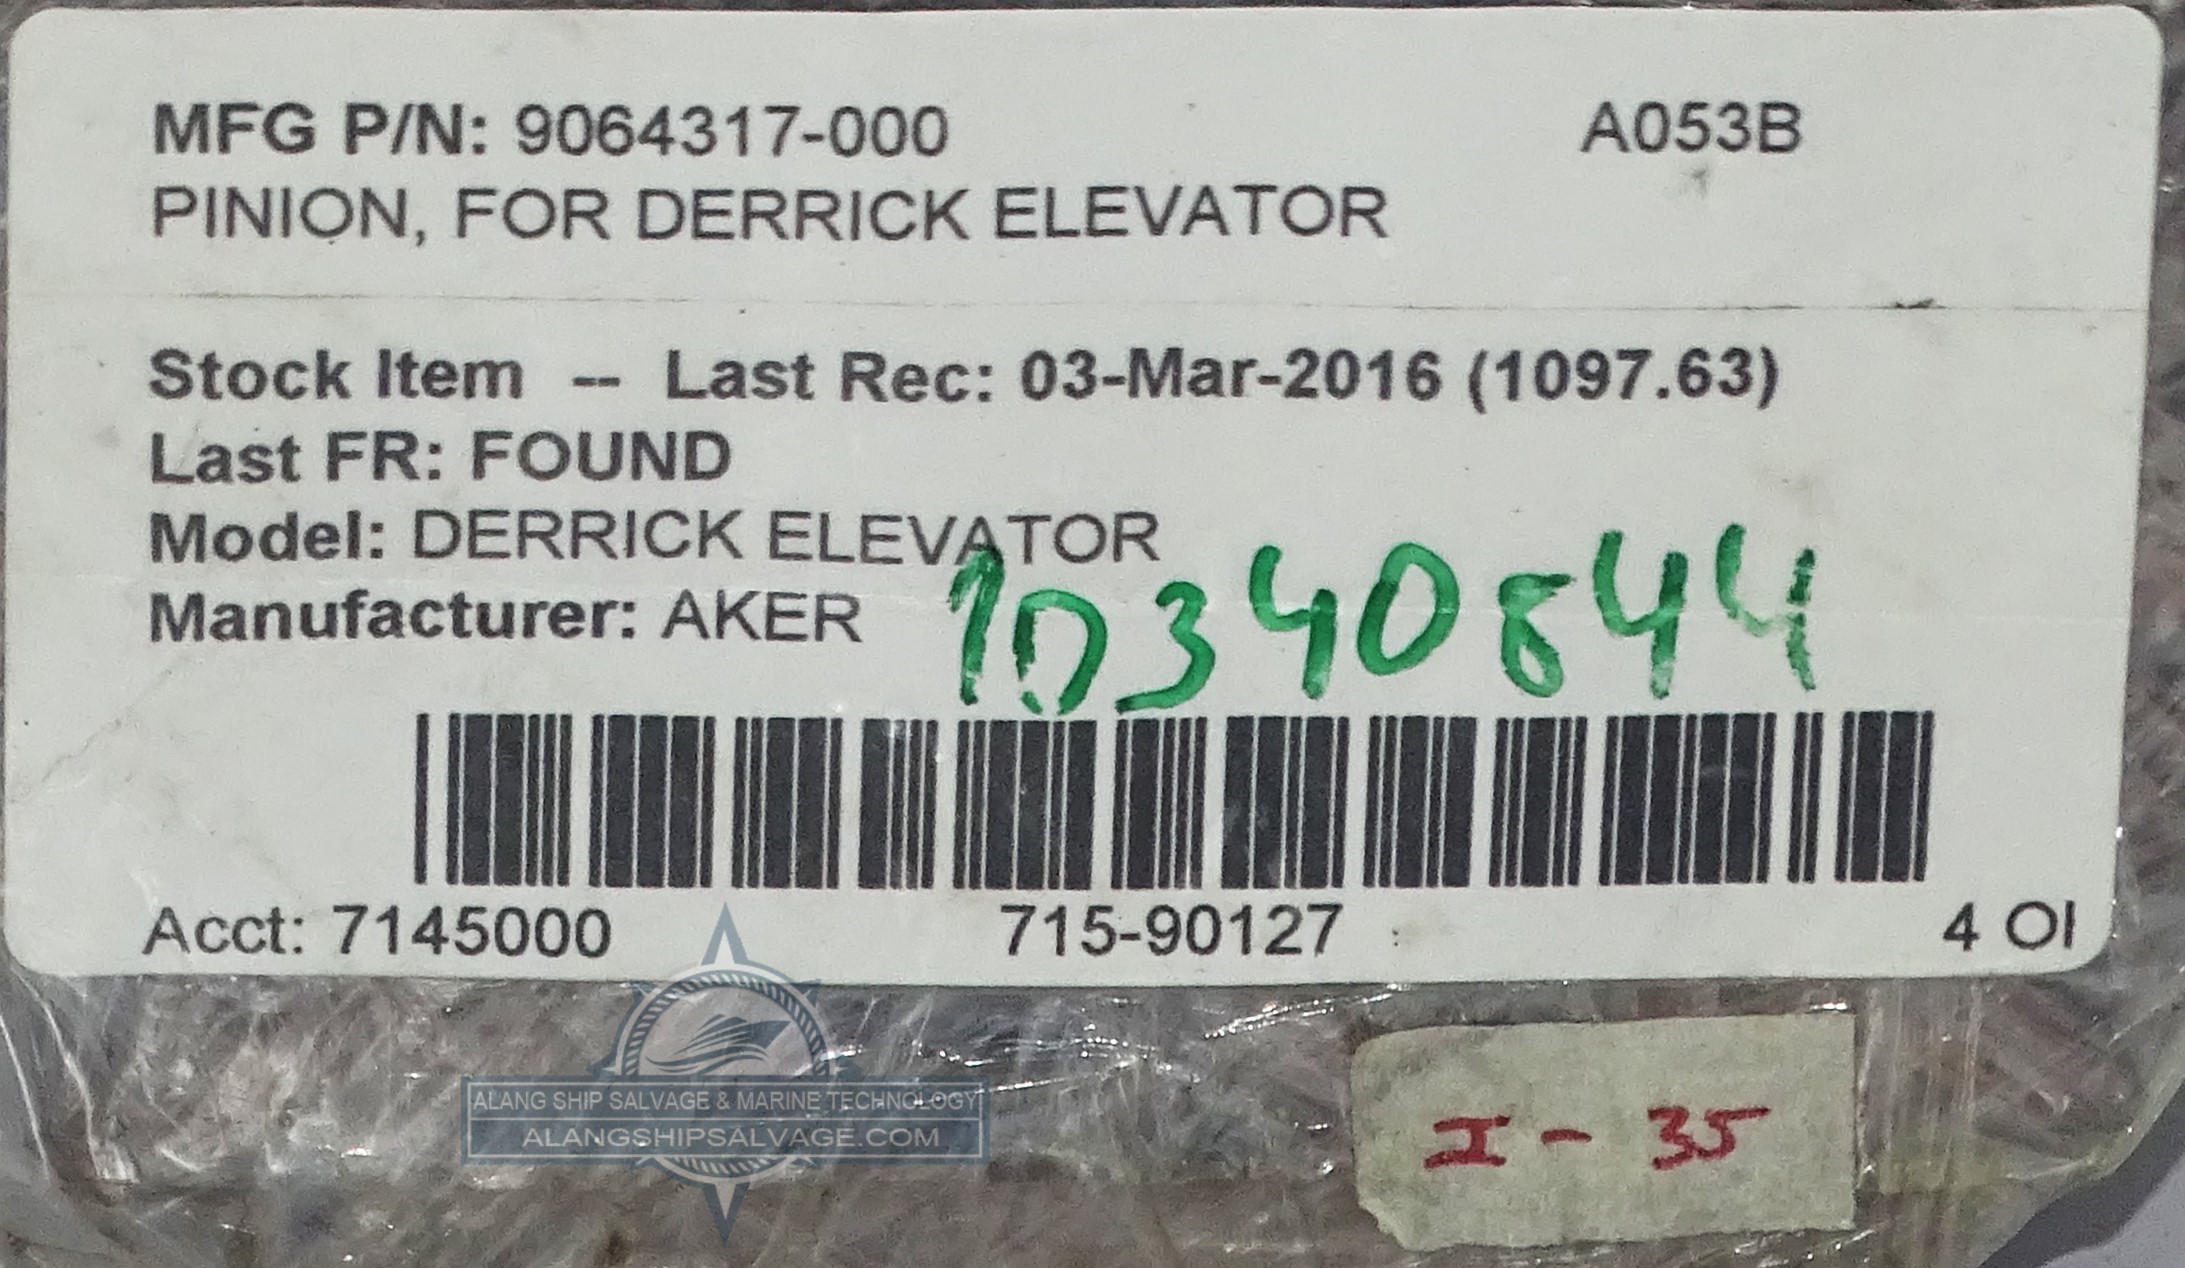 MFG P/N: 9064317-000 A053B
PINION, FOR DERRICK ELEVATOR
Stock Item -- Last Rec: 03-Mar-2016 (1097.63)
Last FR: FOUND
Model: DERRICK ELEVATOR
Manufacturer: AKER
10340844
Acct: 7145000 715-90127 4 OI
ALANG SHIP SALVAGE & MARINE TECHNOLOGY
ALANGSHIPSALVAGE.COM
I - 35